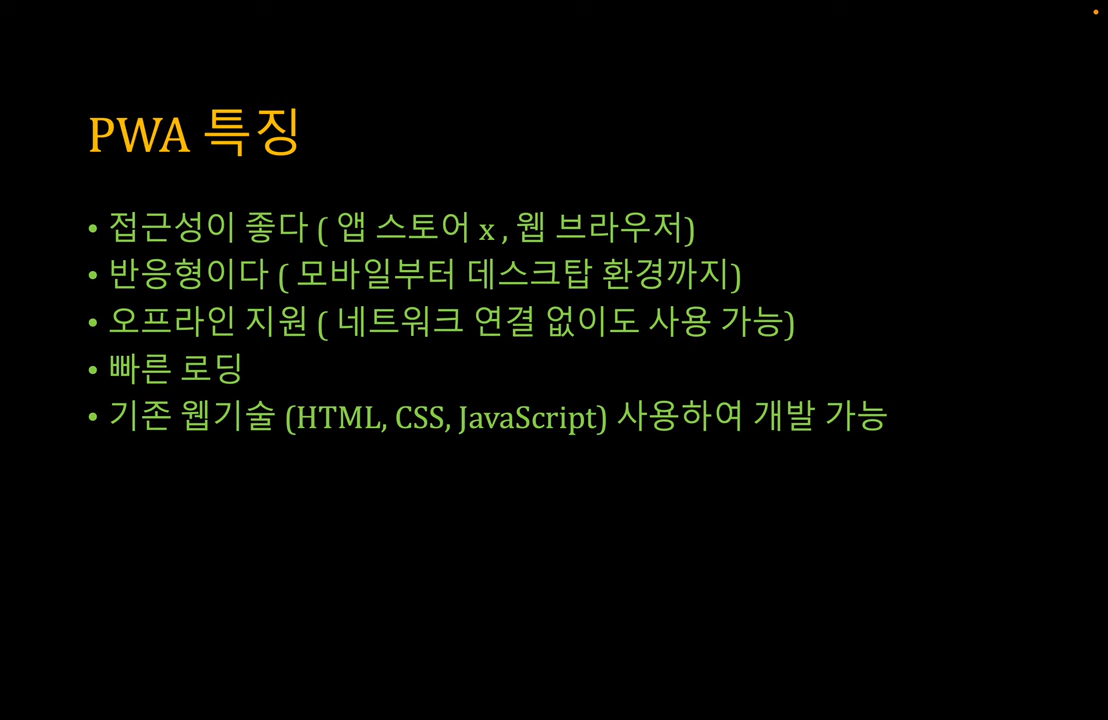 PWA 특징
• 접근성이 좋다 ( 앱 스토어 x , 웹 브라우저)
• 반응형이다 ( 모바일부터 데스크탑 환경까지)
• 오프라인 지원 ( 네트워크 연결 없이도 사용 가능)
• 빠른 로딩
• 기존 웹기술 (HTML, CSS, JavaScript) 사용하여 개발 가능